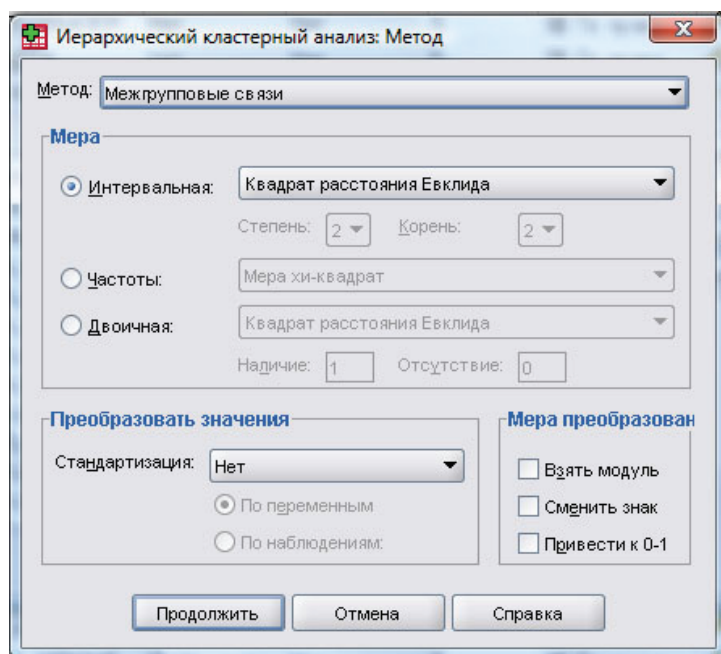 Иерархический кластерный анализ: Метод
Метод: Межгрупповые связи
Мера
Интервальная: Квадрат расстояния Евклида
Степень: 2 Корень: 2
Частоты: Мера хи-квадрат
Двоичная: Квадрат расстояния Евклида
Наличие: 1 Отсутствие: 0
Преобразовать значения
Стандартизация: Нет
По переменным
По наблюдениям:
Мера преобразован
Взять модуль
Сменить знак
Привести к 0-1
Продолжить Отмена Справка